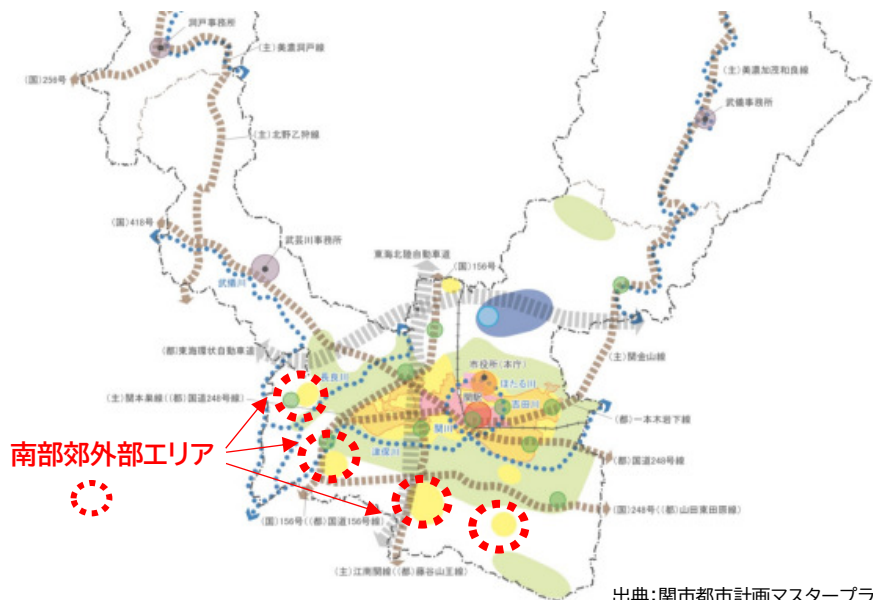 洞戸事務所
(主)美濃洞戸線
(国)256号
(主)美濃加茂和良線
武儀事務所
(主)北野乙狩線
(国)418号
武芸川事務所
東海北陸自動車道
(国)156号
武儀川
(都)東海環状自動車道
(主)関金山線
市役所(本庁)
長良川
ほたる川
(主)関本巣線((都)国道248号線)
関駅
吉田川
(都)一本木岩下線
関川
津保川
南部郊外部エリア
(都)国道248号線
(国)156号((都)国道156号線)
(国)248号((都)山田東田原線)
(主)江南関線((都)藤谷山王線)
出典:関市都市計画マスタープラ